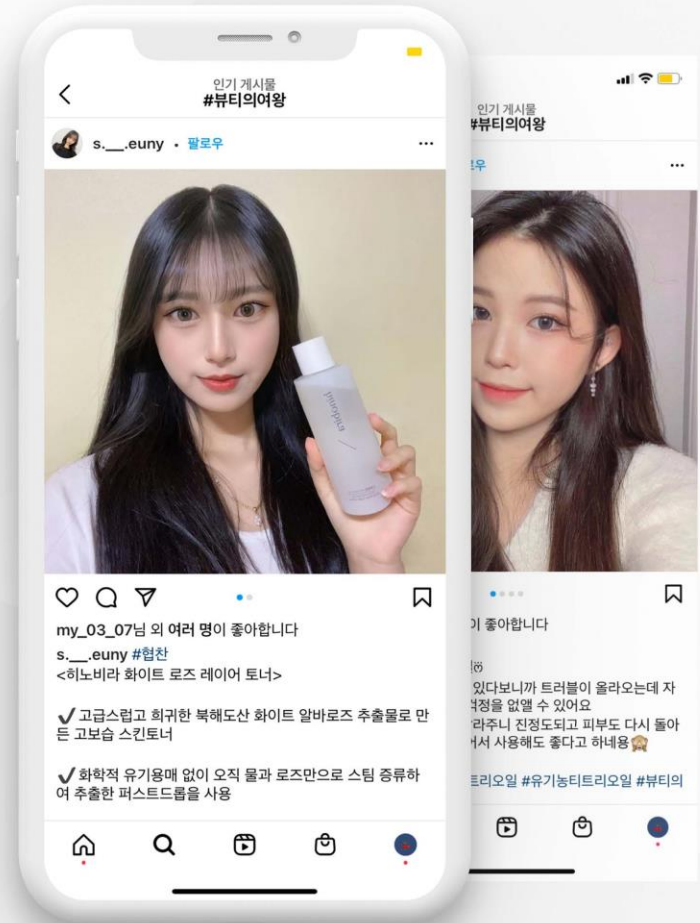 인기 게시물
#뷰티의여왕
s.__.euny • 팔로우
hinobira
my_03_07님 외 여러 명이 좋아합니다
s.__.euny #협찬
<히노비라 화이트 로즈 레이어 토너>
✔고급스럽고 희귀한 북해도산 화이트 알바로즈 추출물로 만
든 고보습 스킨토너
✔화학적 유기용매 없이 오직 물과 로즈만으로 스팀 증류하
여 추출한 퍼스트드롭을 사용
인기 게시물
#뷰티의여왕
우
이 좋아합니다
있다보니까 트러블이 올라오는데 자
걱정을 없앨 수 있어요
라주니 진정도되고 피부도 다시 돌아
어서 사용해도 좋다고 하네용🙈
트리오일 #유기농티트리오일 #뷰티의